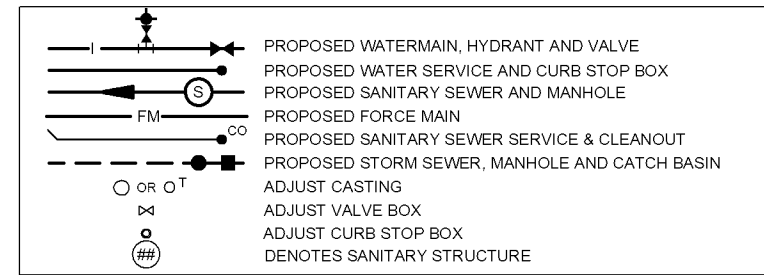 I PROPOSED WATERMAIN, HYDRANT AND VALVE
PROPOSED WATER SERVICE AND CURB STOP BOX
S PROPOSED SANITARY SEWER AND MANHOLE
FM PROPOSED FORCE MAIN
CO PROPOSED SANITARY SEWER SERVICE & CLEANOUT
PROPOSED STORM SEWER, MANHOLE AND CATCH BASIN
OR T ADJUST CASTING
ADJUST VALVE BOX
ADJUST CURB STOP BOX
## DENOTES SANITARY STRUCTURE